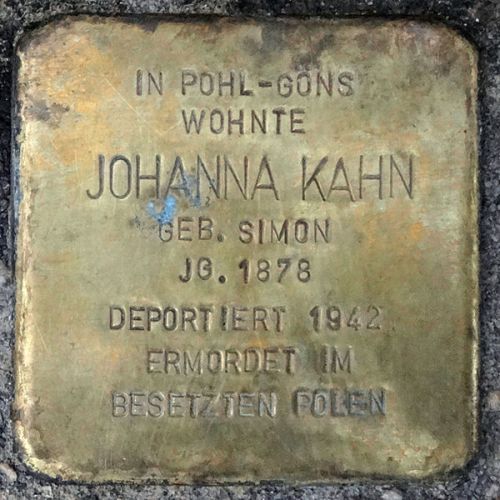 IN POHL-GÖNS
WOHNTE
JOHANNA KAHN
GEB. SIMON
JG. 1878
DEPORTIERT 1942
ERMORDET IM
BESETZTEN POLEN